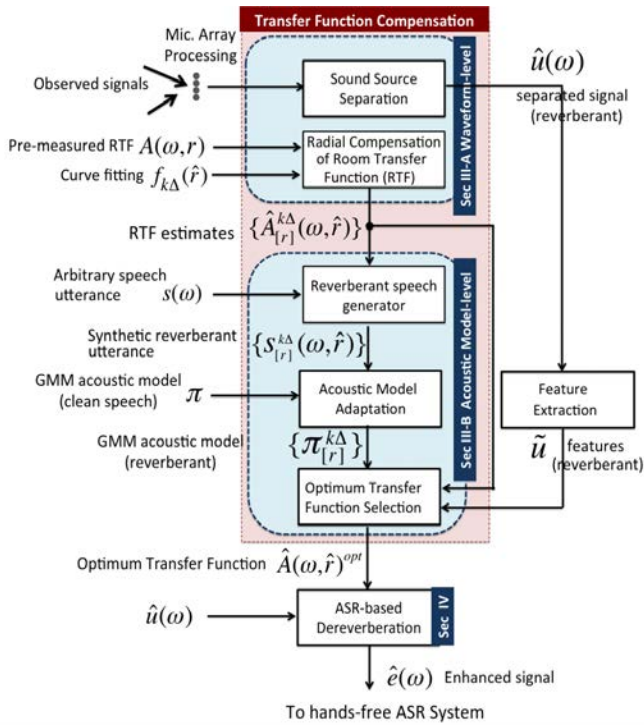 Transfer Function Compensation
Mic. Array
Processing
Observed signals
Sound Source
Separation
û(ω)
separated signal
(reverberant)
Pre-measured RTF A(ω,r)
Curve fitting f_{kΔ}(r̂)
Radial Compensation
of Room Transfer
Function (RTF)
Sec III-A Waveform-level
RTF estimates {Â_{[r]}^{kΔ}(ω,r̂)}
Arbitrary speech
utterance s(ω)
Reverberant speech
generator
Synthetic reverberant
utterance
{s_{[r]}^{kΔ}(ω,r̂)}
GMM acoustic model
(clean speech) π
Acoustic Model
Adaptation
Sec III-B Acoustic Model-level
Feature
Extraction
GMM acoustic model
(reverberant)
{π_{[r]}^{kΔ}}
ũ features
(reverberant)
Optimum Transfer
Function Selection
Optimum Transfer Function Â(ω,r̂)^{opt}
û(ω)
ASR-based
Dereverberation
Sec IV
ê(ω) Enhanced signal
To hands-free ASR System